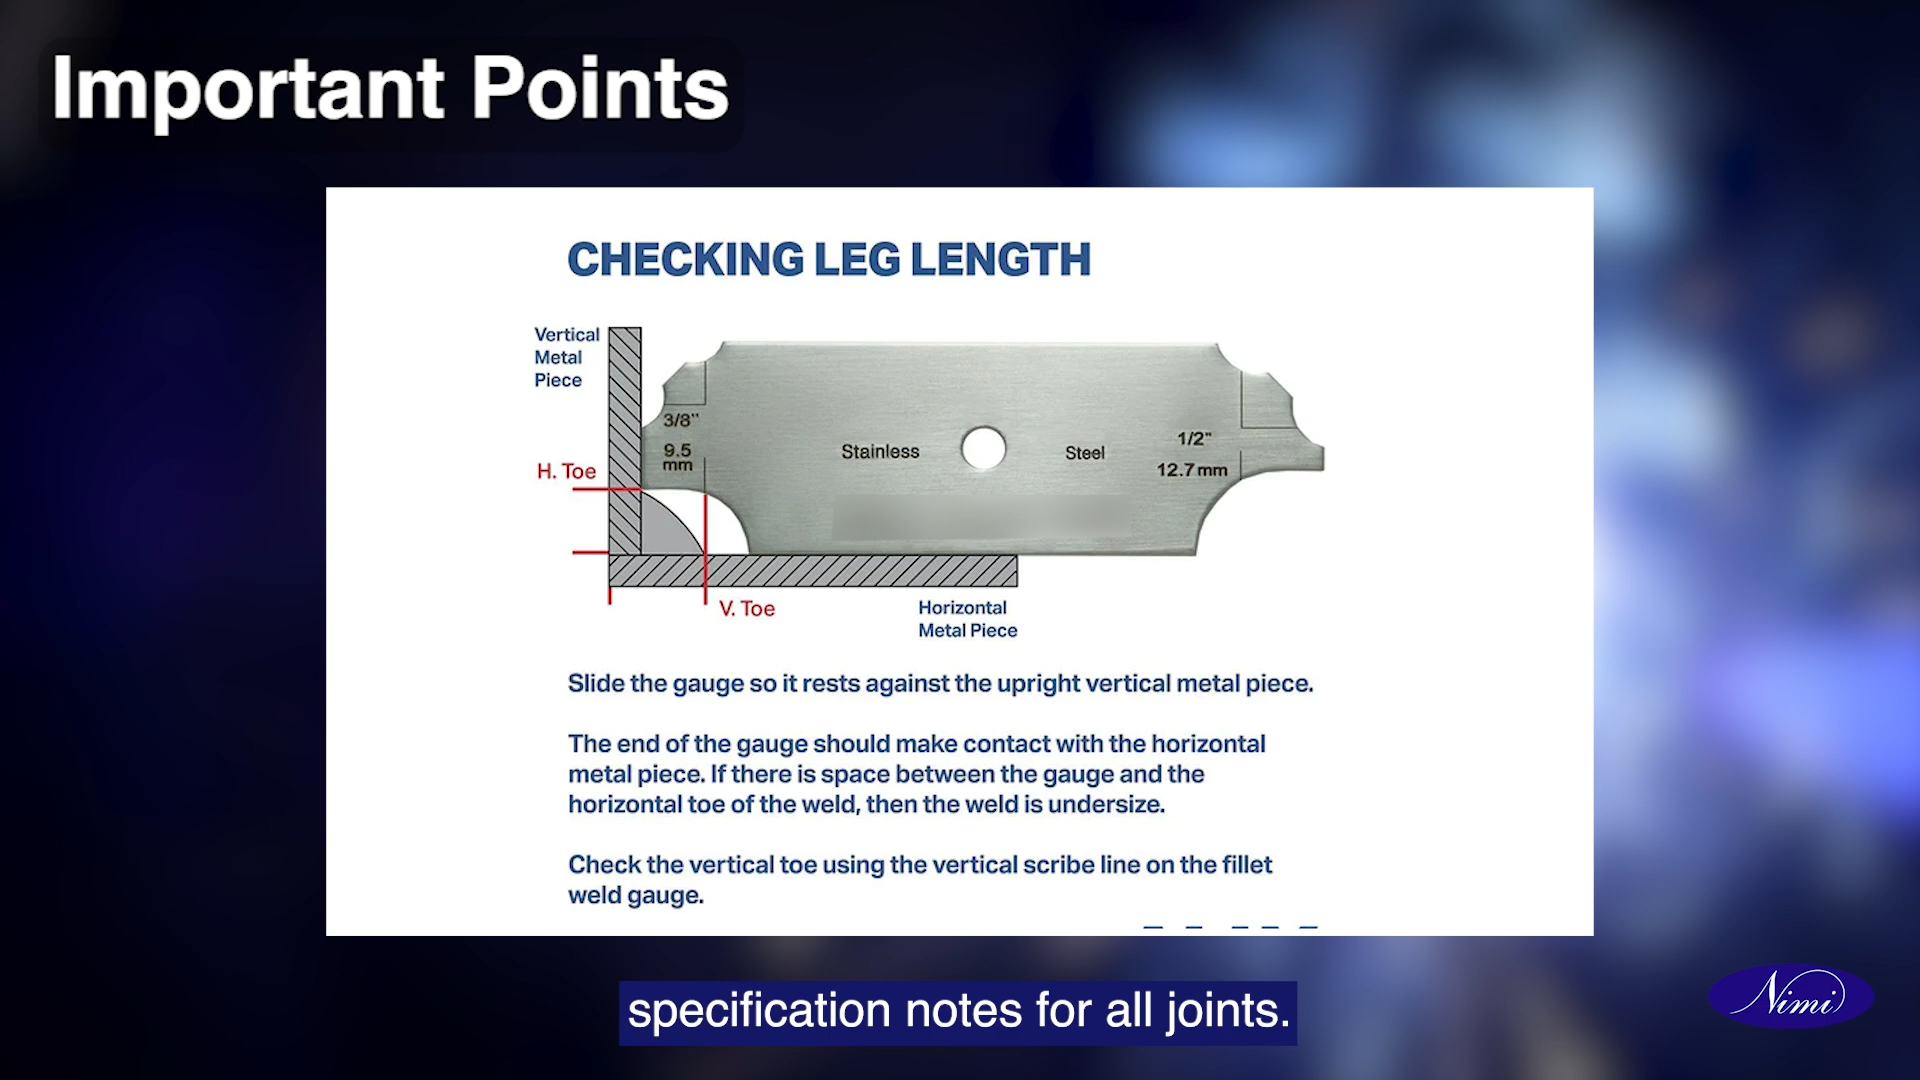 Important Points
CHECKING LEG LENGTH
Vertical
Metal
Piece
3/8"
9.5
mm
H. Toe
Stainless
Steel
1/2"
12.7 mm
V. Toe
Horizontal
Metal Piece
Slide the gauge so it rests against the upright vertical metal piece.
The end of the gauge should make contact with the horizontal
metal piece. If there is space between the gauge and the
horizontal toe of the weld, then the weld is undersize.
Check the vertical toe using the vertical scribe line on the fillet
weld gauge.
specification notes for all joints.
Nimi